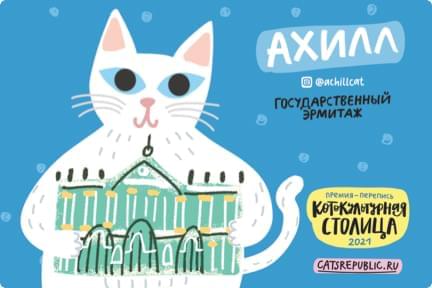 АХИЛЛ
@achillcat
ГОСУДАРСТВЕННЫЙ
ЭРМИТАЖ
ПРЕМИЯ-ПЕРЕПИСЬ
КОТОКУЛЬТУРНАЯ
СТОЛИЦА
2021
CATSREPUBLIC.RU